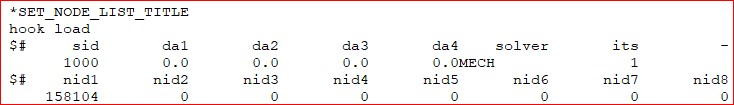 *SET_NODE_LIST_TITLE
hook load
$#     sid       da1       da2       da3       da4    solver       its         -
      1000       0.0       0.0       0.0       0.0MECH               1
$#    nid1      nid2      nid3      nid4      nid5      nid6      nid7      nid8
    158104         0         0         0         0         0         0         0